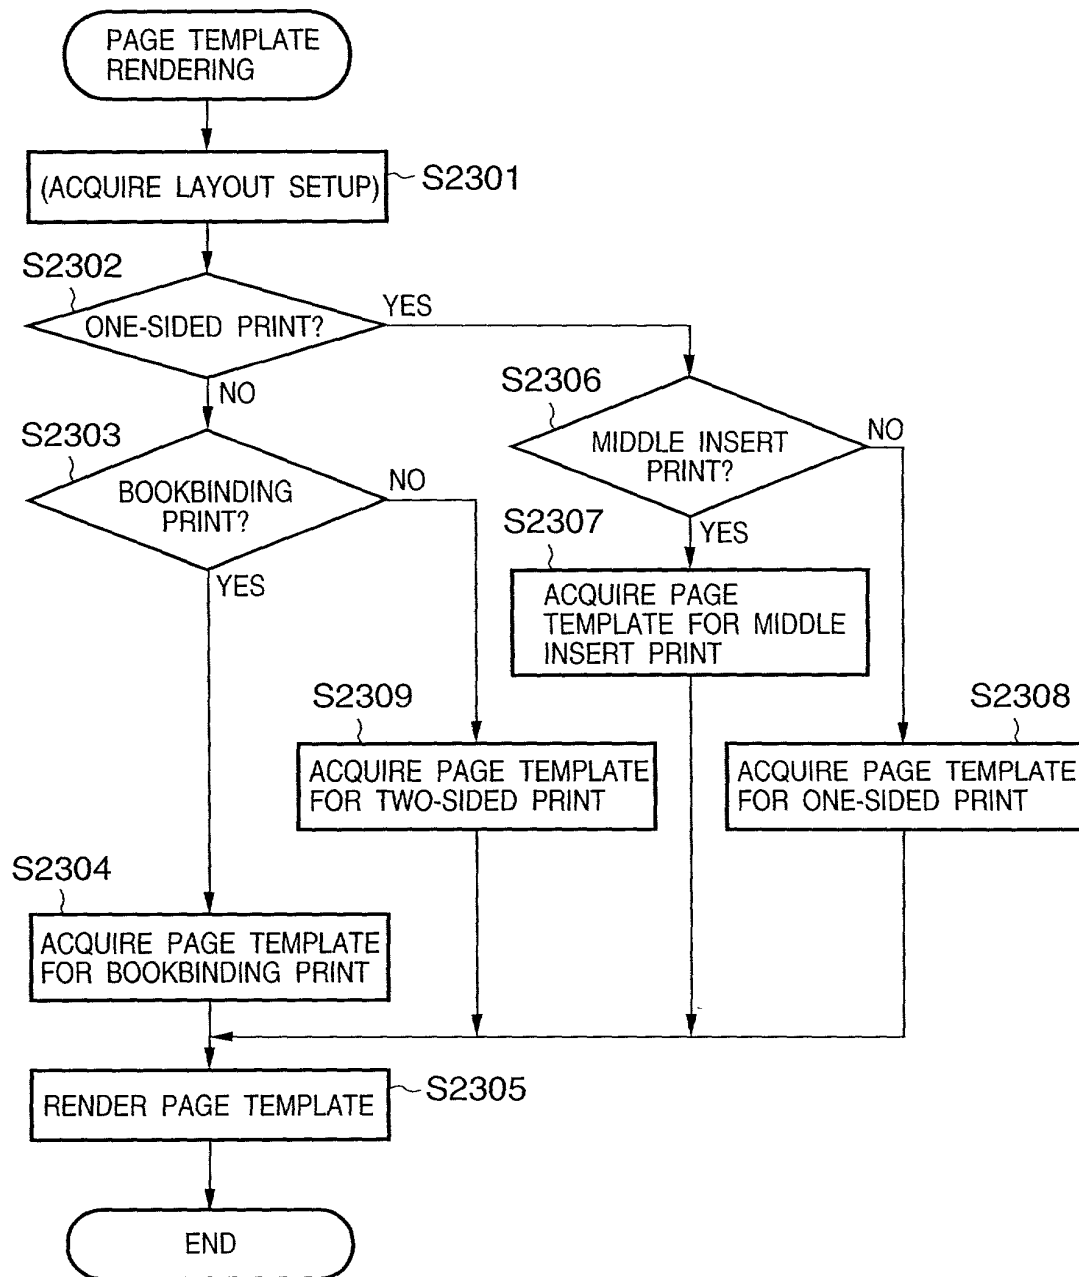 PAGE TEMPLATE
RENDERING
(ACQUIRE LAYOUT SETUP)
S2301
S2302
ONE-SIDED PRINT?
YES
NO
S2303
BOOKBINDING
PRINT?
NO
YES
S2306
MIDDLE INSERT
PRINT?
NO
YES
S2307
ACQUIRE PAGE
TEMPLATE FOR MIDDLE
INSERT PRINT
S2309
ACQUIRE PAGE TEMPLATE
FOR TWO-SIDED PRINT
S2308
ACQUIRE PAGE TEMPLATE
FOR ONE-SIDED PRINT
S2304
ACQUIRE PAGE TEMPLATE
FOR BOOKBINDING PRINT
RENDER PAGE TEMPLATE
S2305
END